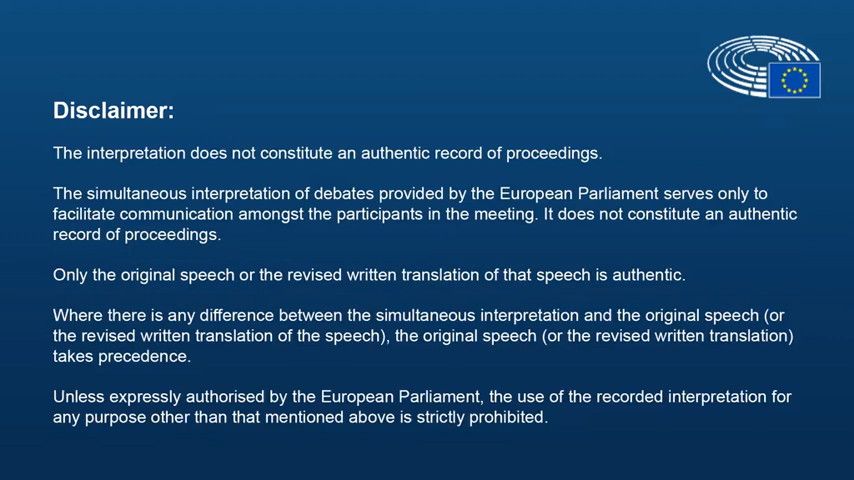 Disclaimer:
The interpretation does not constitute an authentic record of proceedings.
The simultaneous interpretation of debates provided by the European Parliament serves only to
facilitate communication amongst the participants in the meeting. It does not constitute an authentic
record of proceedings.
Only the original speech or the revised written translation of that speech is authentic.
Where there is any difference between the simultaneous interpretation and the original speech (or
the revised written translation of the speech), the original speech (or the revised written translation)
takes precedence.
Unless expressly authorised by the European Parliament, the use of the recorded interpretation for
any purpose other than that mentioned above is strictly prohibited.